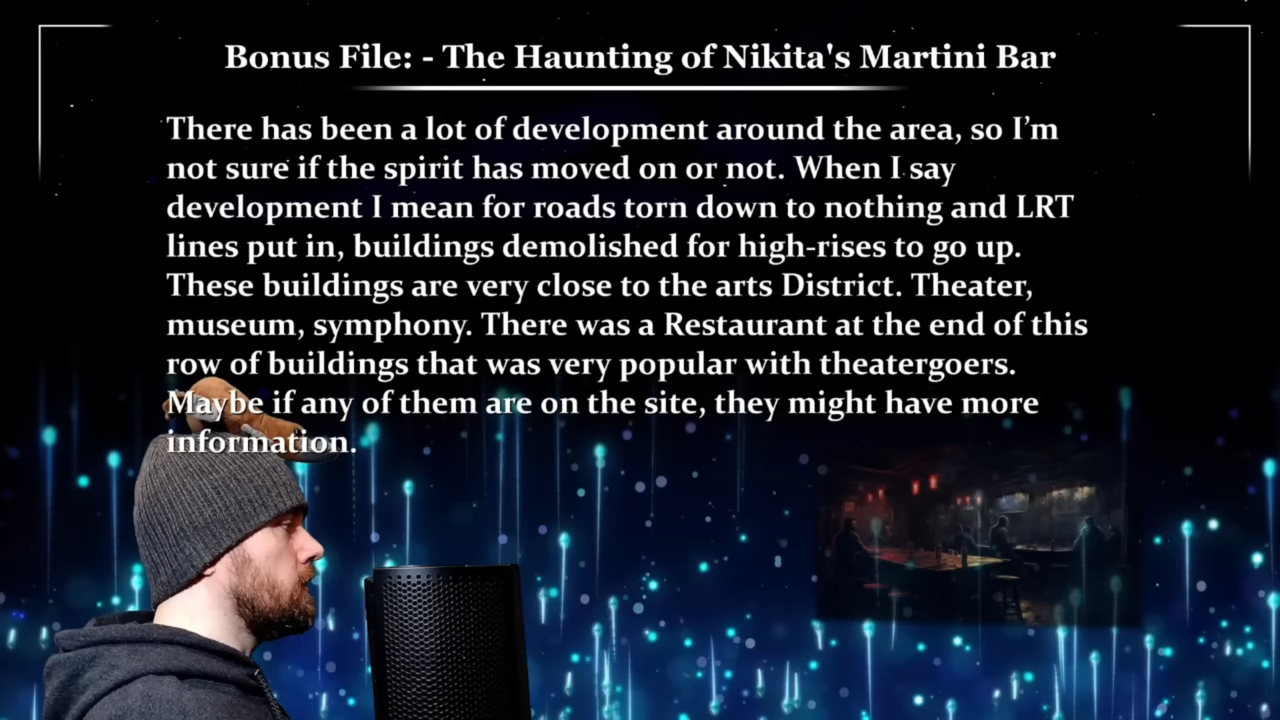 Bonus File: - The Haunting of Nikita's Martini Bar
There has been a lot of development around the area, so I’m
not sure if the spirit has moved on or not. When I say
development I mean for roads torn down to nothing and LRT
lines put in, buildings demolished for high-rises to go up.
These buildings are very close to the arts District. Theater,
museum, symphony. There was a Restaurant at the end of this
row of buildings that was very popular with theatergoers.
Maybe if any of them are on the site, they might have more
information.